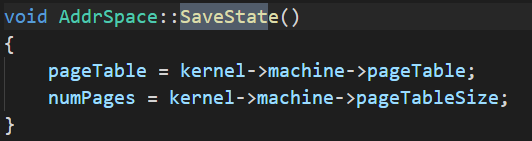 void AddrSpace::SaveState()
{
    pageTable = kernel->machine->pageTable;
    numPages = kernel->machine->pageTableSize;
}